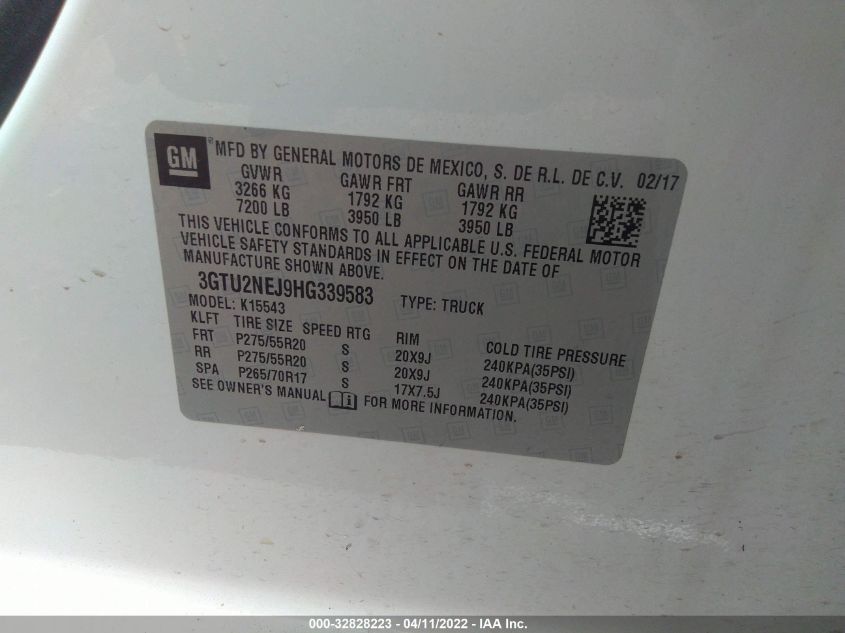 GM ® MFD BY GENERAL MOTORS DE MEXICO, S. DE R.L. DE C.V. 02/17
GVWR GAWR FRT GAWR RR
3266 KG 1792 KG 1792 KG
7200 LB 3950 LB 3950 LB
THIS VEHICLE CONFORMS TO ALL APPLICABLE U.S. FEDERAL MOTOR
VEHICLE SAFETY STANDARDS IN EFFECT ON THE DATE OF
MANUFACTURE SHOWN ABOVE.
3GTU2NEJ9HG339583 TYPE: TRUCK
MODEL: K15543
KLFT TIRE SIZE SPEED RTG RIM COLD TIRE PRESSURE
FRT P275/55R20 S 20X9J 240KPA(35PSI)
RR P275/55R20 S 20X9J 240KPA(35PSI)
SPA P265/70R17 S 17X7.5J 240KPA(35PSI)
SEE OWNER'S MANUAL i FOR MORE INFORMATION.
000-32828223 - 04/11/2022 - IAA Inc.